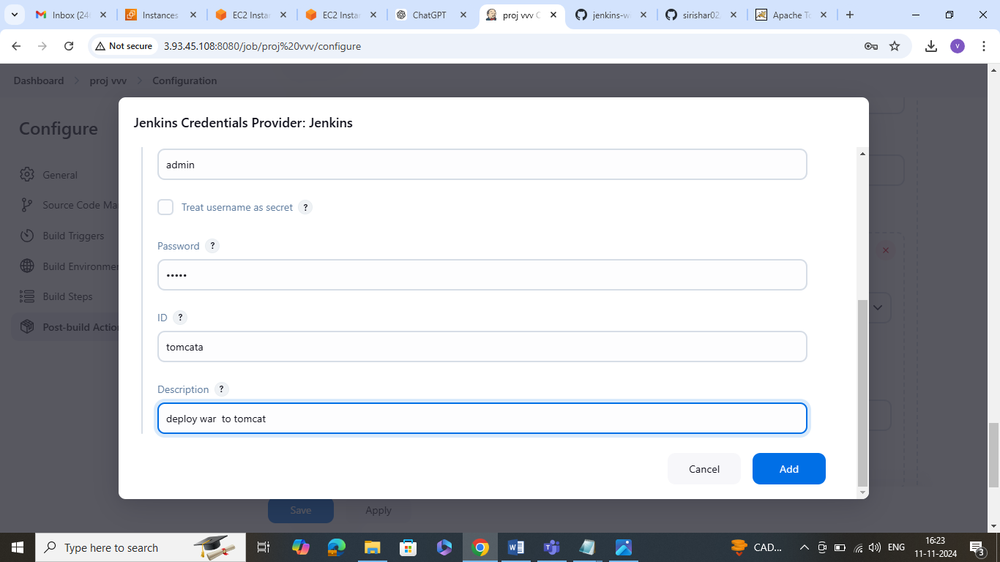 Inbox (24
Instances
EC2 Instar
EC2 Instar
ChatGPT
proj vvv C
jenkins-w
sirishar02
Apache To
Not secure
3.93.45.108:8080/job/proj%20vvv/configure
V
Dashboard
proj vvv
Configuration
Configure
General
Source Code Ma
Build Triggers
Build Environmen
Build Steps
Post-build Action
Jenkins Credentials Provider: Jenkins
admin
Treat username as secret ?
Password ?
•••••
ID ?
tomcata
Description ?
deploy war  to tomcat
Cancel
Add
Save
Apply
Type here to search
CAD...
ENG
16:23
11-11-2024
3